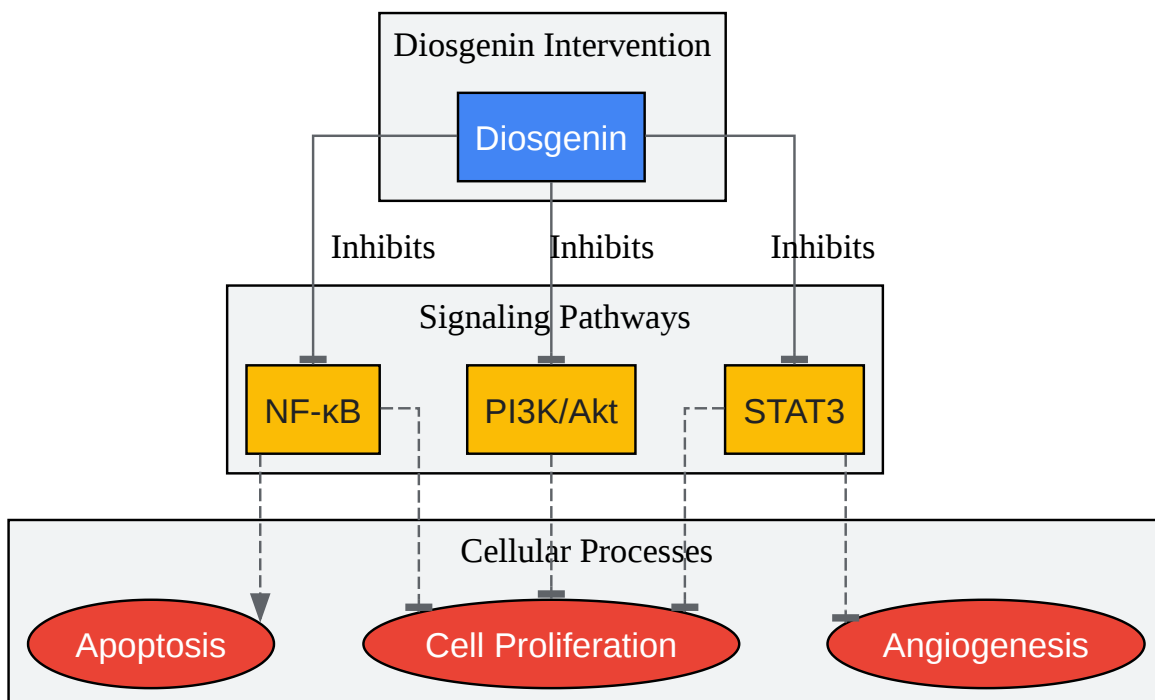 Diosgenin Intervention
Diosgenin
Inhibits
Inhibits
Inhibits
Signaling Pathways
NF-κB
PI3K/Akt
STAT3
Cellular Processes
Apoptosis
Cell Proliferation
Angiogenesis